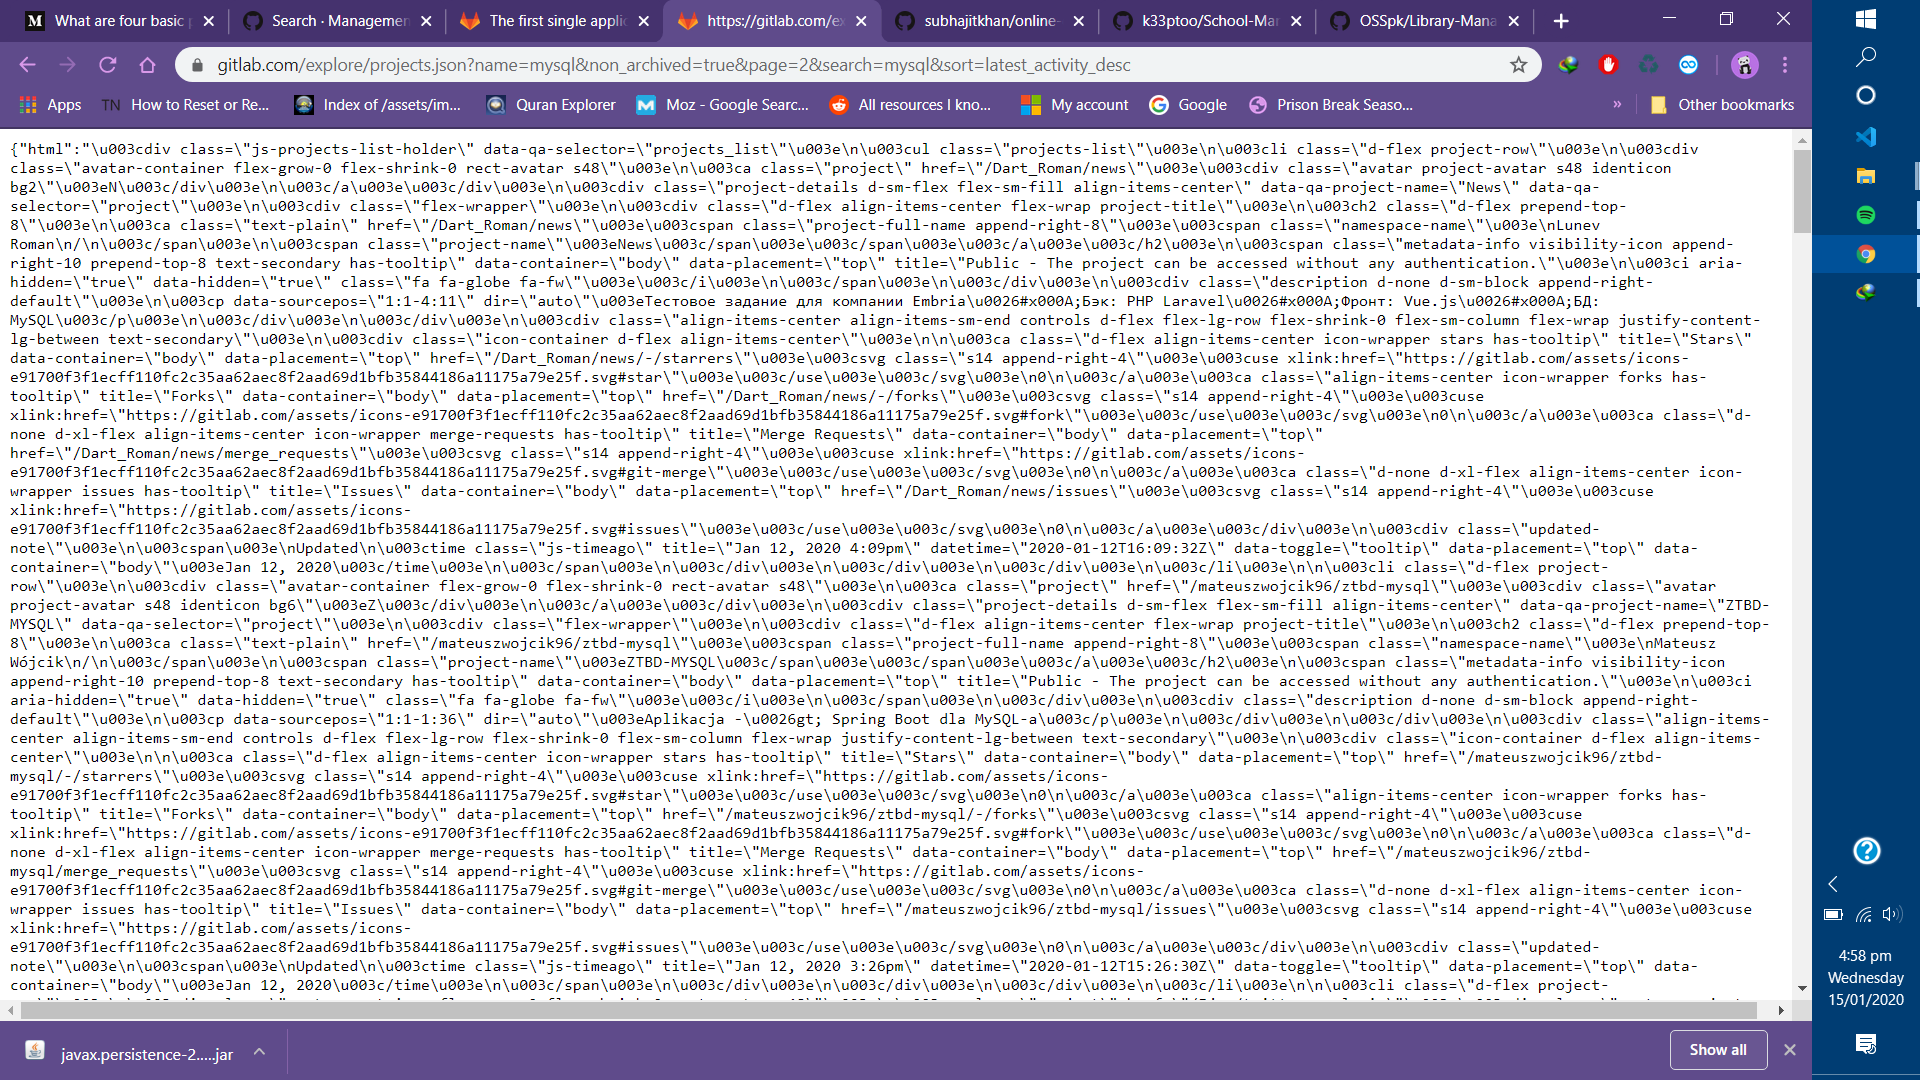 What are four basic p
Search · Managemen
The first single applic
https://gitlab.com/ex
subhajitkhan/online-
k33ptoo/School-Ma
OSSpk/Library-Mana
gitlab.com/explore/projects.json?name=mysql&non_archived=true&page=2&search=mysql&sort=latest_activity_desc
Apps
TN How to Reset or Re...
Index of /assets/im...
Quran Explorer
Moz - Google Searc...
All resources I kno...
My account
Google
Prison Break Seaso...
» Other bookmarks
{"html":"\u003cdiv class=\"js-projects-list-holder\" data-qa-selector=\"projects_list\"\u003e\n\u003cul class=\"projects-list\"\u003e\n\u003cli class=\"d-flex project-row\"\u003e\n\u003cdiv
class=\"avatar-container flex-grow-0 flex-shrink-0 rect-avatar s48\"\u003e\n\u003ca class=\"project\" href=\"/Dart_Roman/news\"\u003e\u003cdiv class=\"avatar project-avatar s48 identicon
bg2\"\u003eN\u003c/div\u003e\n\u003c/a\u003e\u003c/div\u003e\n\u003cdiv class=\"project-details d-sm-flex flex-sm-fill align-items-center\" data-qa-project-name=\"News\" data-qa-
selector=\"project\"\u003e\n\u003cdiv class=\"flex-wrapper\"\u003e\n\u003cdiv class=\"d-flex align-items-center flex-wrap project-title\"\u003e\n\u003ch2 class=\"d-flex prepend-top-
8\"\u003e\n\u003ca class=\"text-plain\" href=\"/Dart_Roman/news\"\u003e\u003cspan class=\"project-full-name append-right-8\"\u003e\u003cspan class=\"namespace-name\"\u003e\nLunev
Roman\n/\n\u003c/span\u003e\n\u003cspan class=\"project-name\"\u003eNews\u003c/span\u003e\u003c/span\u003e\u003c/a\u003e\u003c/h2\u003e\n\u003cspan class=\"metadata-info visibility-icon append-
right-10 prepend-top-8 text-secondary has-tooltip\" data-container=\"body\" data-placement=\"top\" title=\"Public - The project can be accessed without any authentication.\"\u003e\n\u003ci aria-
hidden=\"true\" data-hidden=\"true\" class=\"fa fa-globe fa-fw\"\u003e\u003c/i\u003e\n\u003c/span\u003e\n\u003c/div\u003e\n\u003cdiv class=\"description d-none d-sm-block append-right-
default\"\u003e\n\u003cp data-sourcepos=\"1:1-4:11\" dir=\"auto\"\u003eТестовое задание для компании Embria\u0026#x000A;Бэк: PHP Laravel\u0026#x000A;Фронт: Vue.js\u0026#x000A;БД:
MySQL\u003c/p\u003e\n\u003c/div\u003e\n\u003c/div\u003e\n\u003cdiv class=\"align-items-center align-items-sm-end controls d-flex flex-lg-row flex-shrink-0 flex-sm-column flex-wrap justify-content-
lg-between text-secondary\"\u003e\n\u003cdiv class=\"icon-container d-flex align-items-center\"\u003e\n\n\u003ca class=\"d-flex align-items-center icon-wrapper stars has-tooltip\" title=\"Stars\"
data-container=\"body\" data-placement=\"top\" href=\"/Dart_Roman/news/-/starrers\"\u003e\u003csvg class=\"s14 append-right-4\"\u003e\u003cuse xlink:href=\"https://gitlab.com/assets/icons-
e91700f3f1ecff110fc2c35aa62aec8f2aad69d1bfb35844186a11175a79e25f.svg#star\"\u003e\u003c/use\u003e\u003c/svg\u003e\n0\n\u003c/a\u003e\u003ca class=\"align-items-center icon-wrapper forks has-
tooltip\" title=\"Forks\" data-container=\"body\" data-placement=\"top\" href=\"/Dart_Roman/news/-/forks\"\u003e\u003csvg class=\"s14 append-right-4\"\u003e\u003cuse
xlink:href=\"https://gitlab.com/assets/icons-e91700f3f1ecff110fc2c35aa62aec8f2aad69d1bfb35844186a11175a79e25f.svg#fork\"\u003e\u003c/use\u003e\u003c/svg\u003e\n0\n\u003c/a\u003e\u003ca class=\"d-
none d-xl-flex align-items-center icon-wrapper merge-requests has-tooltip\" title=\"Merge Requests\" data-container=\"body\" data-placement=\"top\"
href=\"/Dart_Roman/news/merge_requests\"\u003e\u003csvg class=\"s14 append-right-4\"\u003e\u003cuse xlink:href=\"https://gitlab.com/assets/icons-
e91700f3f1ecff110fc2c35aa62aec8f2aad69d1bfb35844186a11175a79e25f.svg#git-merge\"\u003e\u003c/use\u003e\u003c/svg\u003e\n0\n\u003c/a\u003e\u003ca class=\"d-none d-xl-flex align-items-center icon-
wrapper issues has-tooltip\" title=\"Issues\" data-container=\"body\" data-placement=\"top\" href=\"/Dart_Roman/news/issues\"\u003e\u003csvg class=\"s14 append-right-4\"\u003e\u003cuse
xlink:href=\"https://gitlab.com/assets/icons-
e91700f3f1ecff110fc2c35aa62aec8f2aad69d1bfb35844186a11175a79e25f.svg#issues\"\u003e\u003c/use\u003e\u003c/svg\u003e\n0\n\u003c/a\u003e\u003c/div\u003e\n\u003cdiv class=\"updated-
note\"\u003e\n\u003cspan\u003e\nUpdated\n\u003ctime class=\"js-timeago\" title=\"Jan 12, 2020 4:09pm\" datetime=\"2020-01-12T16:09:32Z\" data-toggle=\"tooltip\" data-placement=\"top\" data-
container=\"body\"\u003eJan 12, 2020\u003c/time\u003e\n\u003c/span\u003e\n\u003c/div\u003e\n\u003c/div\u003e\n\u003c/div\u003e\n\u003c/li\u003e\n\n\u003cli class=\"d-flex project-
row\"\u003e\n\u003cdiv class=\"avatar-container flex-grow-0 flex-shrink-0 rect-avatar s48\"\u003e\n\u003ca class=\"project\" href=\"/mateuszwojcik96/ztbd-mysql\"\u003e\u003cdiv class=\"avatar
project-avatar s48 identicon bg6\"\u003eZ\u003c/div\u003e\n\u003c/a\u003e\u003c/div\u003e\n\u003cdiv class=\"project-details d-sm-flex flex-sm-fill align-items-center\" data-qa-project-name=\"ZTBD-
MYSQL\" data-qa-selector=\"project\"\u003e\n\u003cdiv class=\"flex-wrapper\"\u003e\n\u003cdiv class=\"d-flex align-items-center flex-wrap project-title\"\u003e\n\u003ch2 class=\"d-flex prepend-top-
8\"\u003e\n\u003ca class=\"text-plain\" href=\"/mateuszwojcik96/ztbd-mysql\"\u003e\u003cspan class=\"project-full-name append-right-8\"\u003e\u003cspan class=\"namespace-name\"\u003e\nMateusz
Wójcik\n/\n\u003c/span\u003e\n\u003cspan class=\"project-name\"\u003eZTBD-MYSQL\u003c/span\u003e\u003c/span\u003e\u003c/a\u003e\u003c/h2\u003e\n\u003cspan class=\"metadata-info visibility-icon
append-right-10 prepend-top-8 text-secondary has-tooltip\" data-container=\"body\" data-placement=\"top\" title=\"Public - The project can be accessed without any authentication.\"\u003e\n\u003ci
aria-hidden=\"true\" data-hidden=\"true\" class=\"fa fa-globe fa-fw\"\u003e\u003c/i\u003e\n\u003c/span\u003e\n\u003c/div\u003e\n\u003cdiv class=\"description d-none d-sm-block append-right-
default\"\u003e\n\u003cp data-sourcepos=\"1:1-1:36\" dir=\"auto\"\u003eAplikacja -\u0026gt; Spring Boot dla MySQL-a\u003c/p\u003e\n\u003c/div\u003e\n\u003c/div\u003e\n\u003cdiv class=\"align-items-
center align-items-sm-end controls d-flex flex-lg-row flex-shrink-0 flex-sm-column flex-wrap justify-content-lg-between text-secondary\"\u003e\n\u003cdiv class=\"icon-container d-flex align-items-
center\"\u003e\n\n\u003ca class=\"d-flex align-items-center icon-wrapper stars has-tooltip\" title=\"Stars\" data-container=\"body\" data-placement=\"top\" href=\"/mateuszwojcik96/ztbd-
mysql/-/starrers\"\u003e\u003csvg class=\"s14 append-right-4\"\u003e\u003cuse xlink:href=\"https://gitlab.com/assets/icons-
e91700f3f1ecff110fc2c35aa62aec8f2aad69d1bfb35844186a11175a79e25f.svg#star\"\u003e\u003c/use\u003e\u003c/svg\u003e\n0\n\u003c/a\u003e\u003ca class=\"align-items-center icon-wrapper forks has-
tooltip\" title=\"Forks\" data-container=\"body\" data-placement=\"top\" href=\"/mateuszwojcik96/ztbd-mysql/-/forks\"\u003e\u003csvg class=\"s14 append-right-4\"\u003e\u003cuse
xlink:href=\"https://gitlab.com/assets/icons-e91700f3f1ecff110fc2c35aa62aec8f2aad69d1bfb35844186a11175a79e25f.svg#fork\"\u003e\u003c/use\u003e\u003c/svg\u003e\n0\n\u003c/a\u003e\u003ca class=\"d-
none d-xl-flex align-items-center icon-wrapper merge-requests has-tooltip\" title=\"Merge Requests\" data-container=\"body\" data-placement=\"top\" href=\"/mateuszwojcik96/ztbd-
mysql/merge_requests\"\u003e\u003csvg class=\"s14 append-right-4\"\u003e\u003cuse xlink:href=\"https://gitlab.com/assets/icons-
e91700f3f1ecff110fc2c35aa62aec8f2aad69d1bfb35844186a11175a79e25f.svg#git-merge\"\u003e\u003c/use\u003e\u003c/svg\u003e\n0\n\u003c/a\u003e\u003ca class=\"d-none d-xl-flex align-items-center icon-
wrapper issues has-tooltip\" title=\"Issues\" data-container=\"body\" data-placement=\"top\" href=\"/mateuszwojcik96/ztbd-mysql/issues\"\u003e\u003csvg class=\"s14 append-right-4\"\u003e\u003cuse
xlink:href=\"https://gitlab.com/assets/icons-
e91700f3f1ecff110fc2c35aa62aec8f2aad69d1bfb35844186a11175a79e25f.svg#issues\"\u003e\u003c/use\u003e\u003c/svg\u003e\n0\n\u003c/a\u003e\u003c/div\u003e\n\u003cdiv class=\"updated-
note\"\u003e\n\u003cspan\u003e\nUpdated\n\u003ctime class=\"js-timeago\" title=\"Jan 12, 2020 3:26pm\" datetime=\"2020-01-12T15:26:30Z\" data-toggle=\"tooltip\" data-placement=\"top\" data-
container=\"body\"\u003eJan 12, 2020\u003c/time\u003e\n\u003c/span\u003e\n\u003c/div\u003e\n\u003c/div\u003e\n\u003c/div\u003e\n\u003c/li\u003e\n\n\u003cli class=\"d-flex project-
javax.persistence-2.....jar
Show all
4:58 pm
Wednesday
15/01/2020